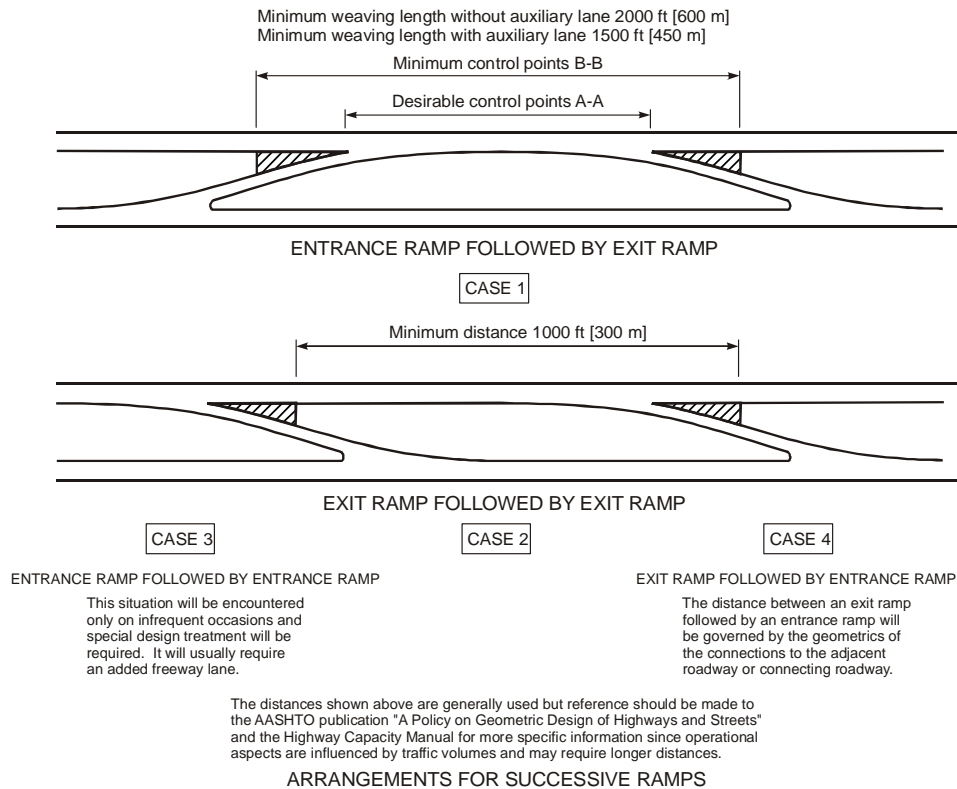 Minimum weaving length without auxiliary lane 2000 ft [600 m]
Minimum weaving length with auxiliary lane 1500 ft [450 m]
Minimum control points B-B
Desirable control points A-A
ENTRANCE RAMP FOLLOWED BY EXIT RAMP
CASE 1
Minimum distance 1000 ft [300 m]
EXIT RAMP FOLLOWED BY EXIT RAMP
CASE 3
CASE 2
CASE 4
ENTRANCE RAMP FOLLOWED BY ENTRANCE RAMP
This situation will be encountered
only on infrequent occasions and
special design treatment will be
required.  It will usually require
an added freeway lane.
EXIT RAMP FOLLOWED BY ENTRANCE RAMP
The distance between an exit ramp
followed by an entrance ramp will
be governed by the geometrics of
the connections to the adjacent
roadway or connecting roadway.
The distances shown above are generally used but reference should be made to
the AASHTO publication "A Policy on Geometric Design of Highways and Streets"
and the Highway Capacity Manual for more specific information since operational
aspects are influenced by traffic volumes and may require longer distances.
ARRANGEMENTS FOR SUCCESSIVE RAMPS